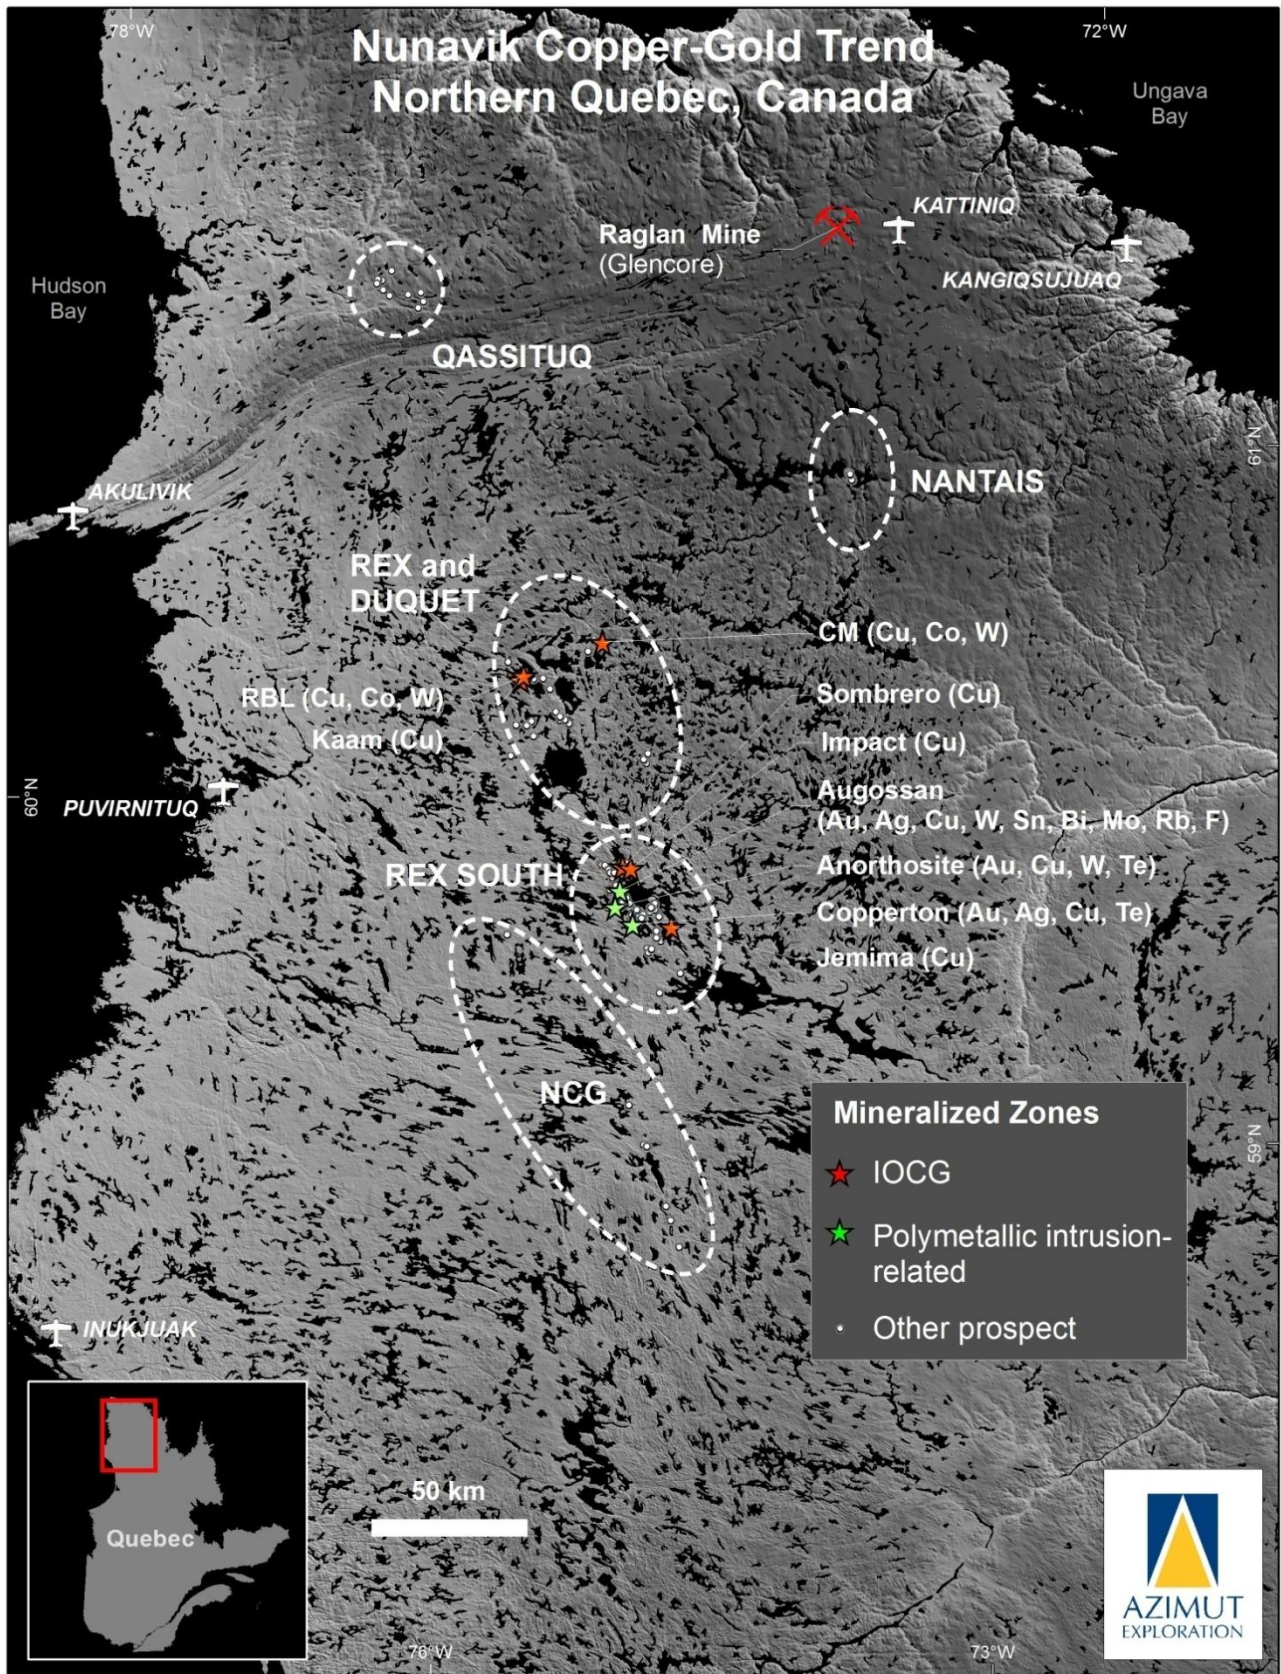 78°W
72°W
Nunavik Copper-Gold Trend
Northern Quebec, Canada
Ungava
Bay
KATTINIQ
Raglan Mine
(Glencore)
KANGIQSUJUAQ
Hudson
Bay
QASSITUQ
61°N
NANTAIS
AKULIVIK
REX and
DUQUET
CM (Cu, Co, W)
RBL (Cu, Co, W)
Kaam (Cu)
Sombrero (Cu)
Impact (Cu)
Augossan
(Au, Ag, Cu, W, Sn, Bi, Mo, Rb, F)
60°N
PUVIRNITUQ
REX SOUTH
Anorthosite (Au, Cu, W, Te)
Copperton (Au, Ag, Cu, Te)
Jemima (Cu)
NCG
Mineralized Zones
IOCG
Polymetallic intrusion-
related
Other prospect
59°N
INUKJUAK
Quebec
50 km
76°W
73°W
AZIMUT
EXPLORATION